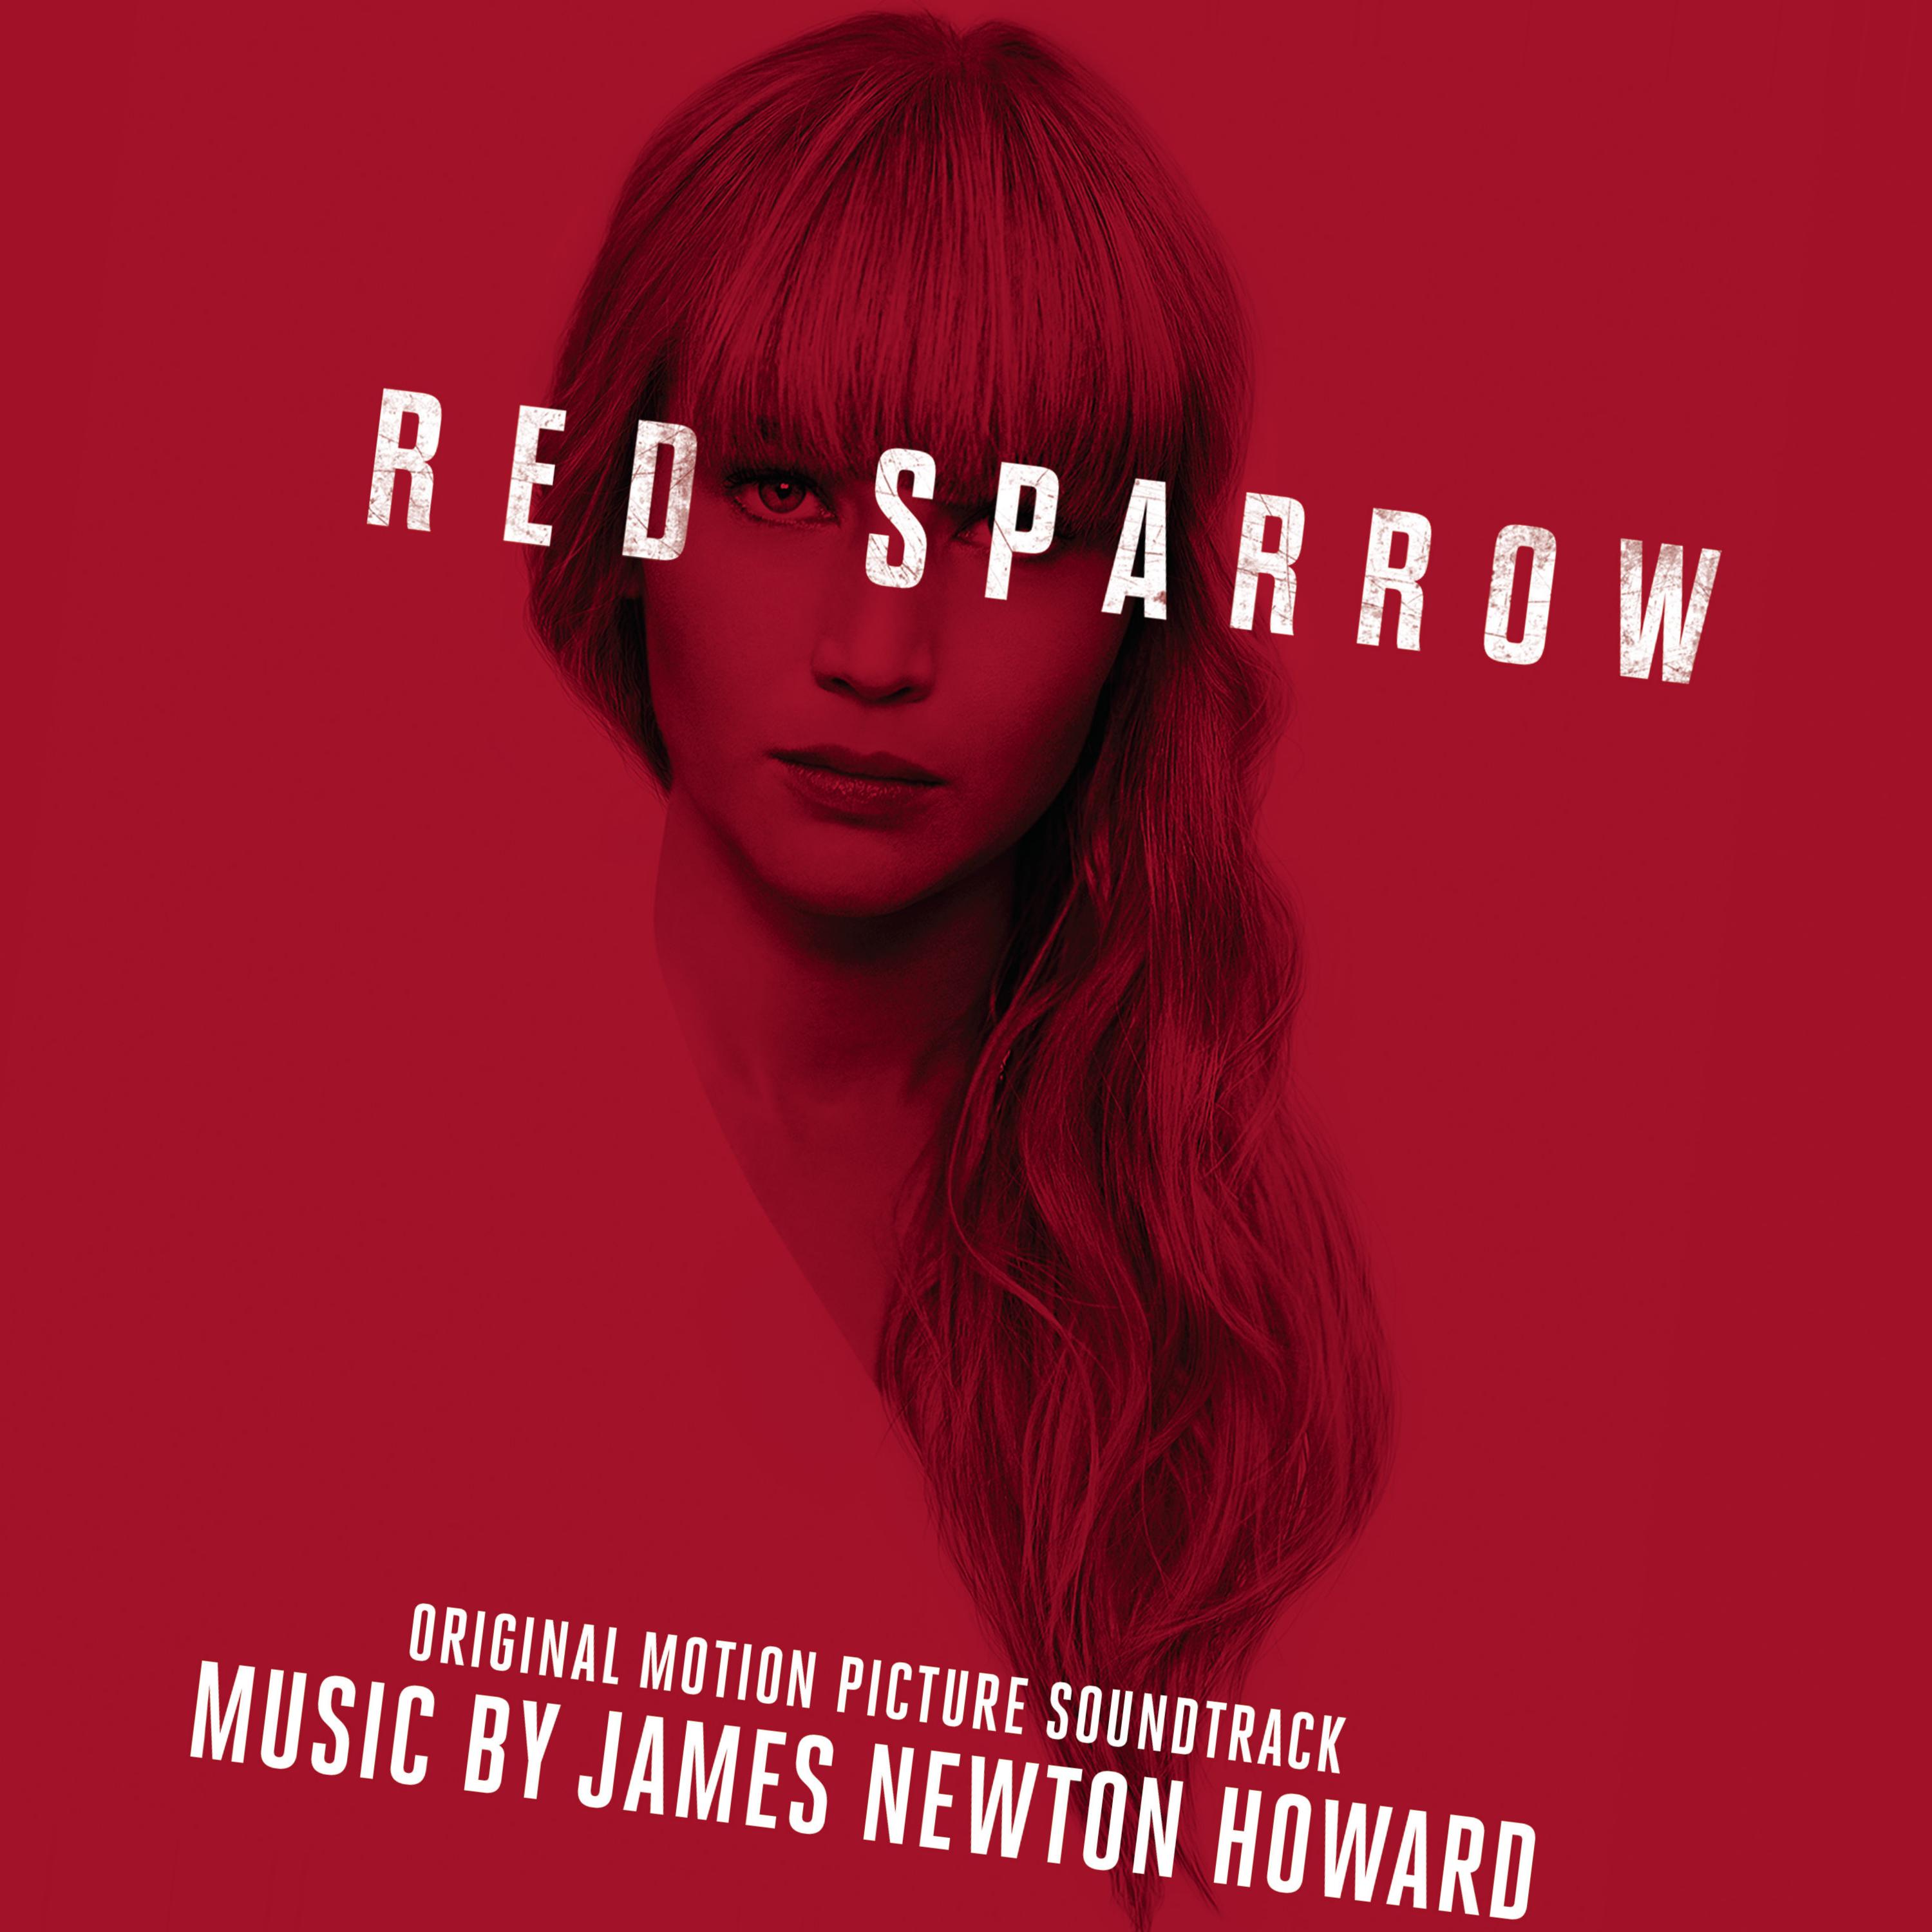 RED SPARROW
ORIGINAL MOTION PICTURE SOUNDTRACK
MUSIC BY JAMES NEWTON HOWARD